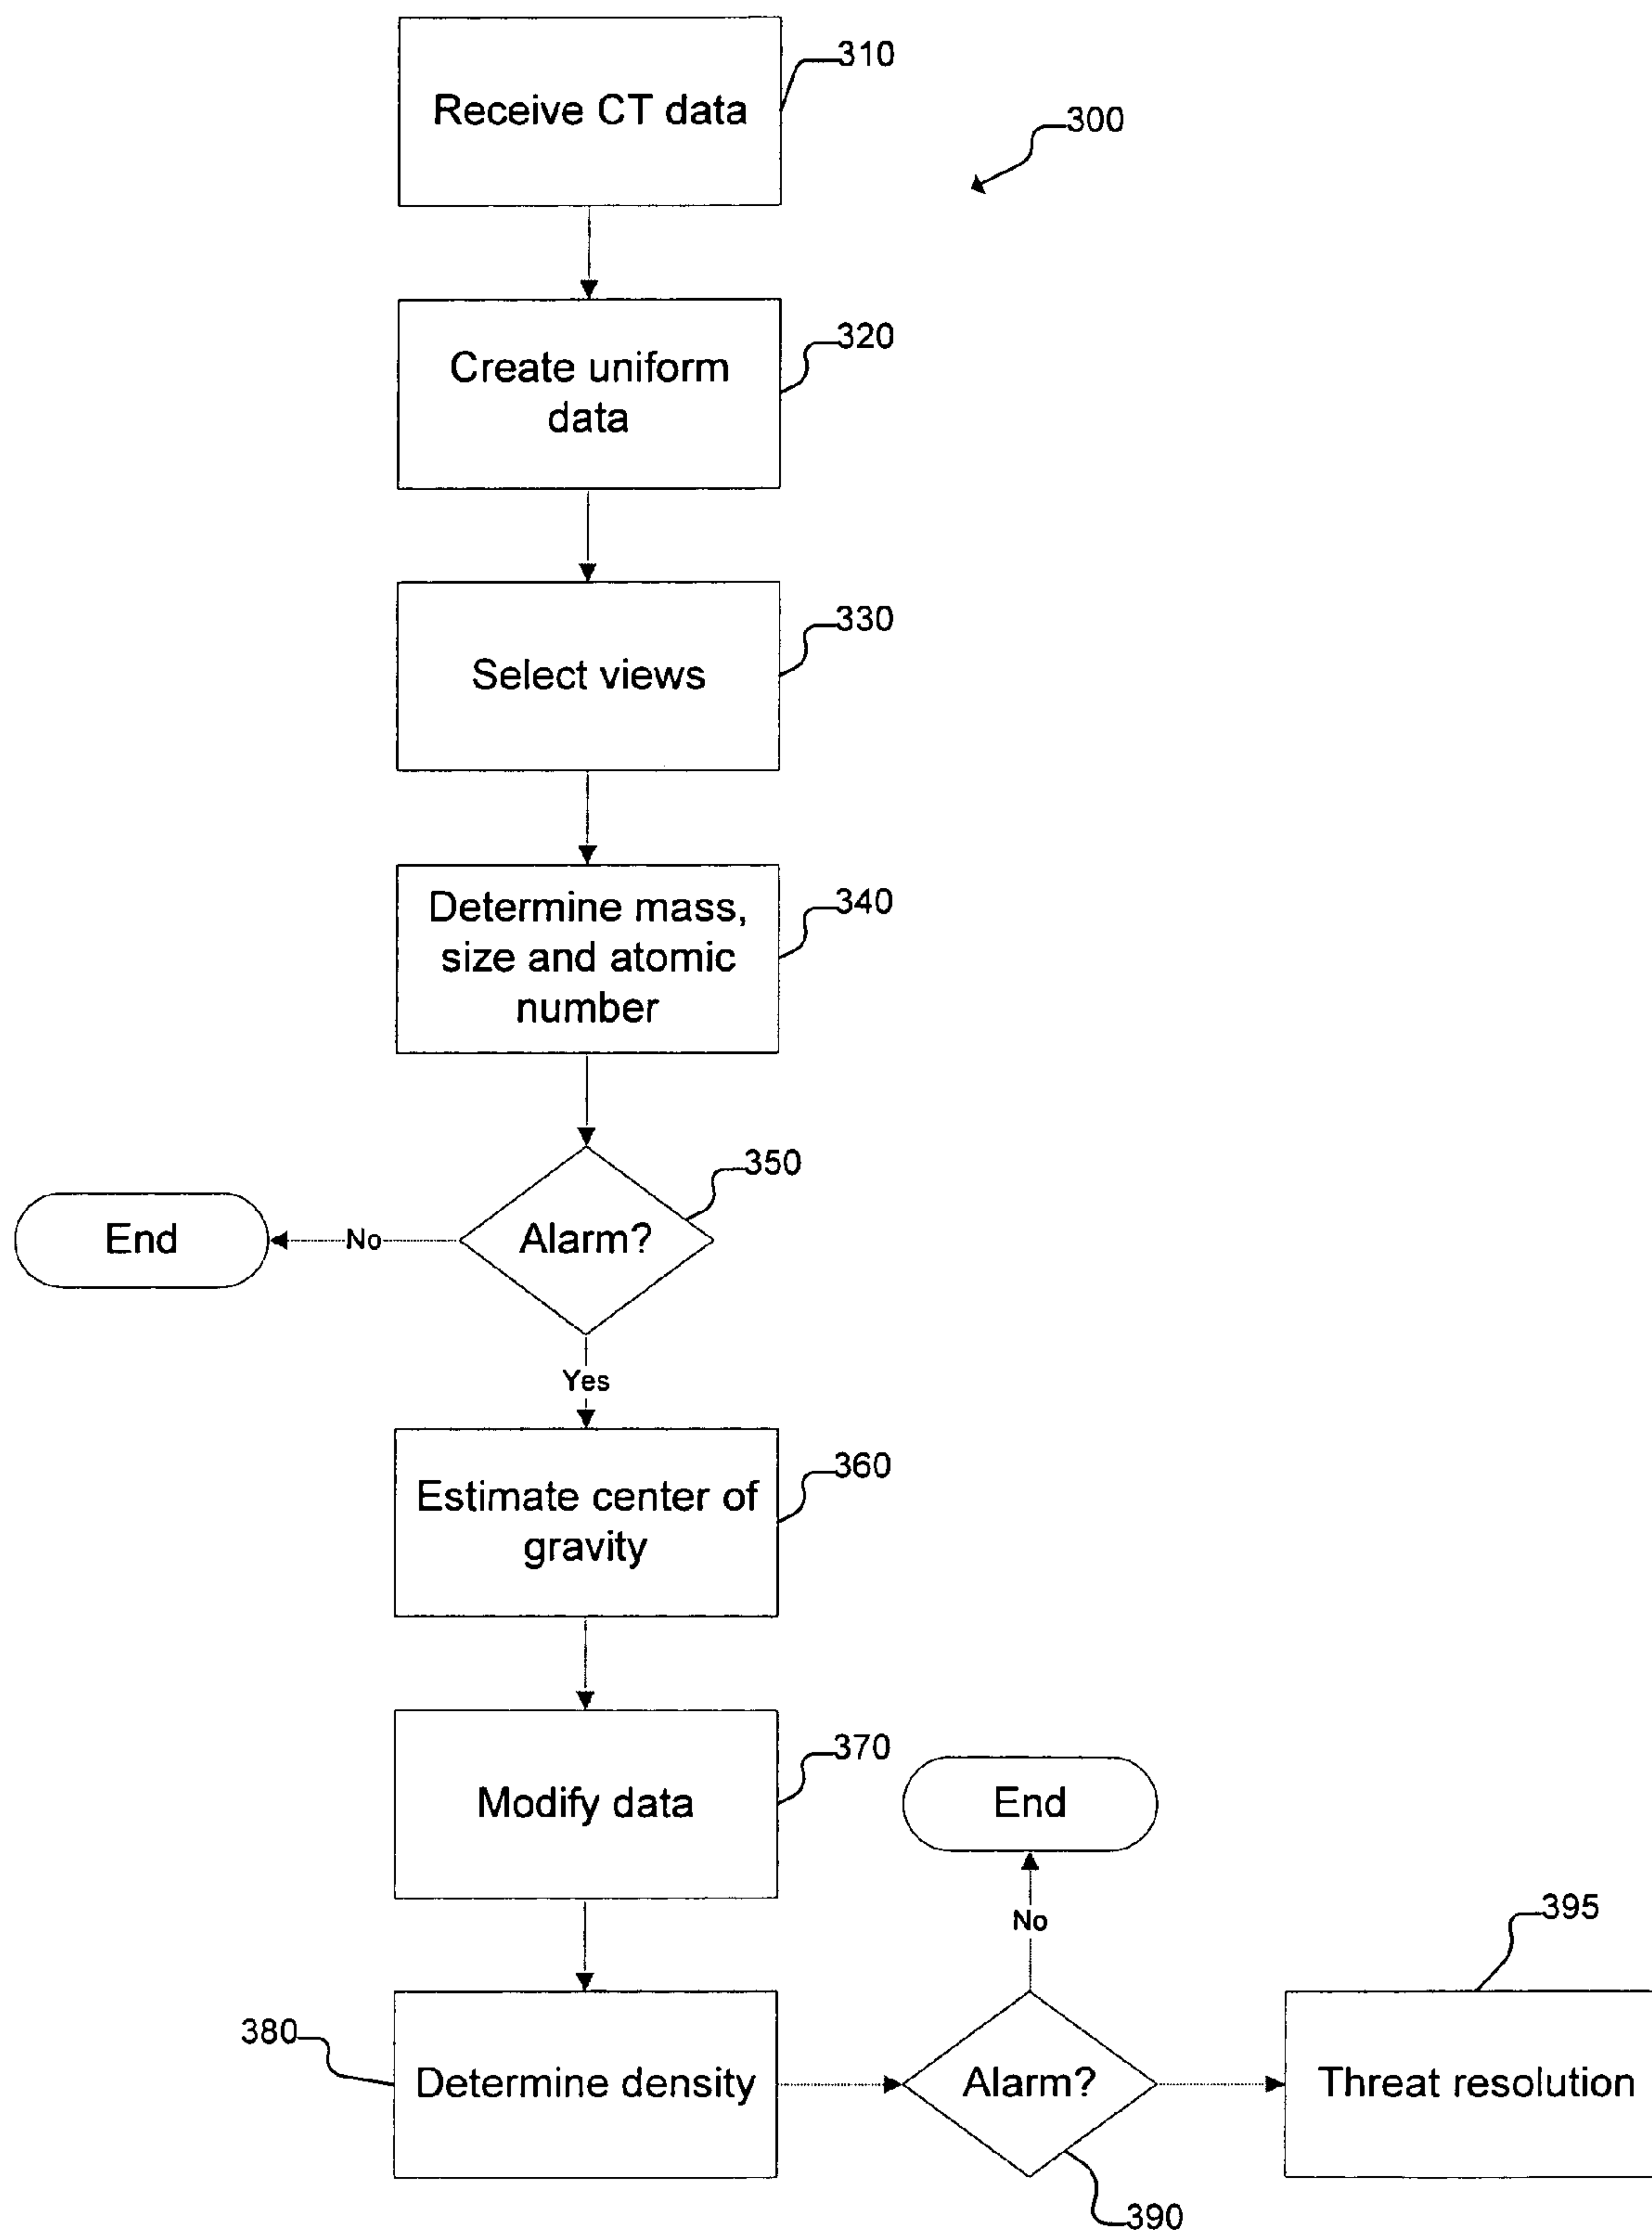 Receive CT data
310
300
Create uniform
data
320
Select views
330
Determine mass,
size and atomic
number
340
Alarm?
350
No
End
Yes
Estimate center of
gravity
360
Modify data
370
End
No
395
380
Determine density
Alarm?
Threat resolution
390